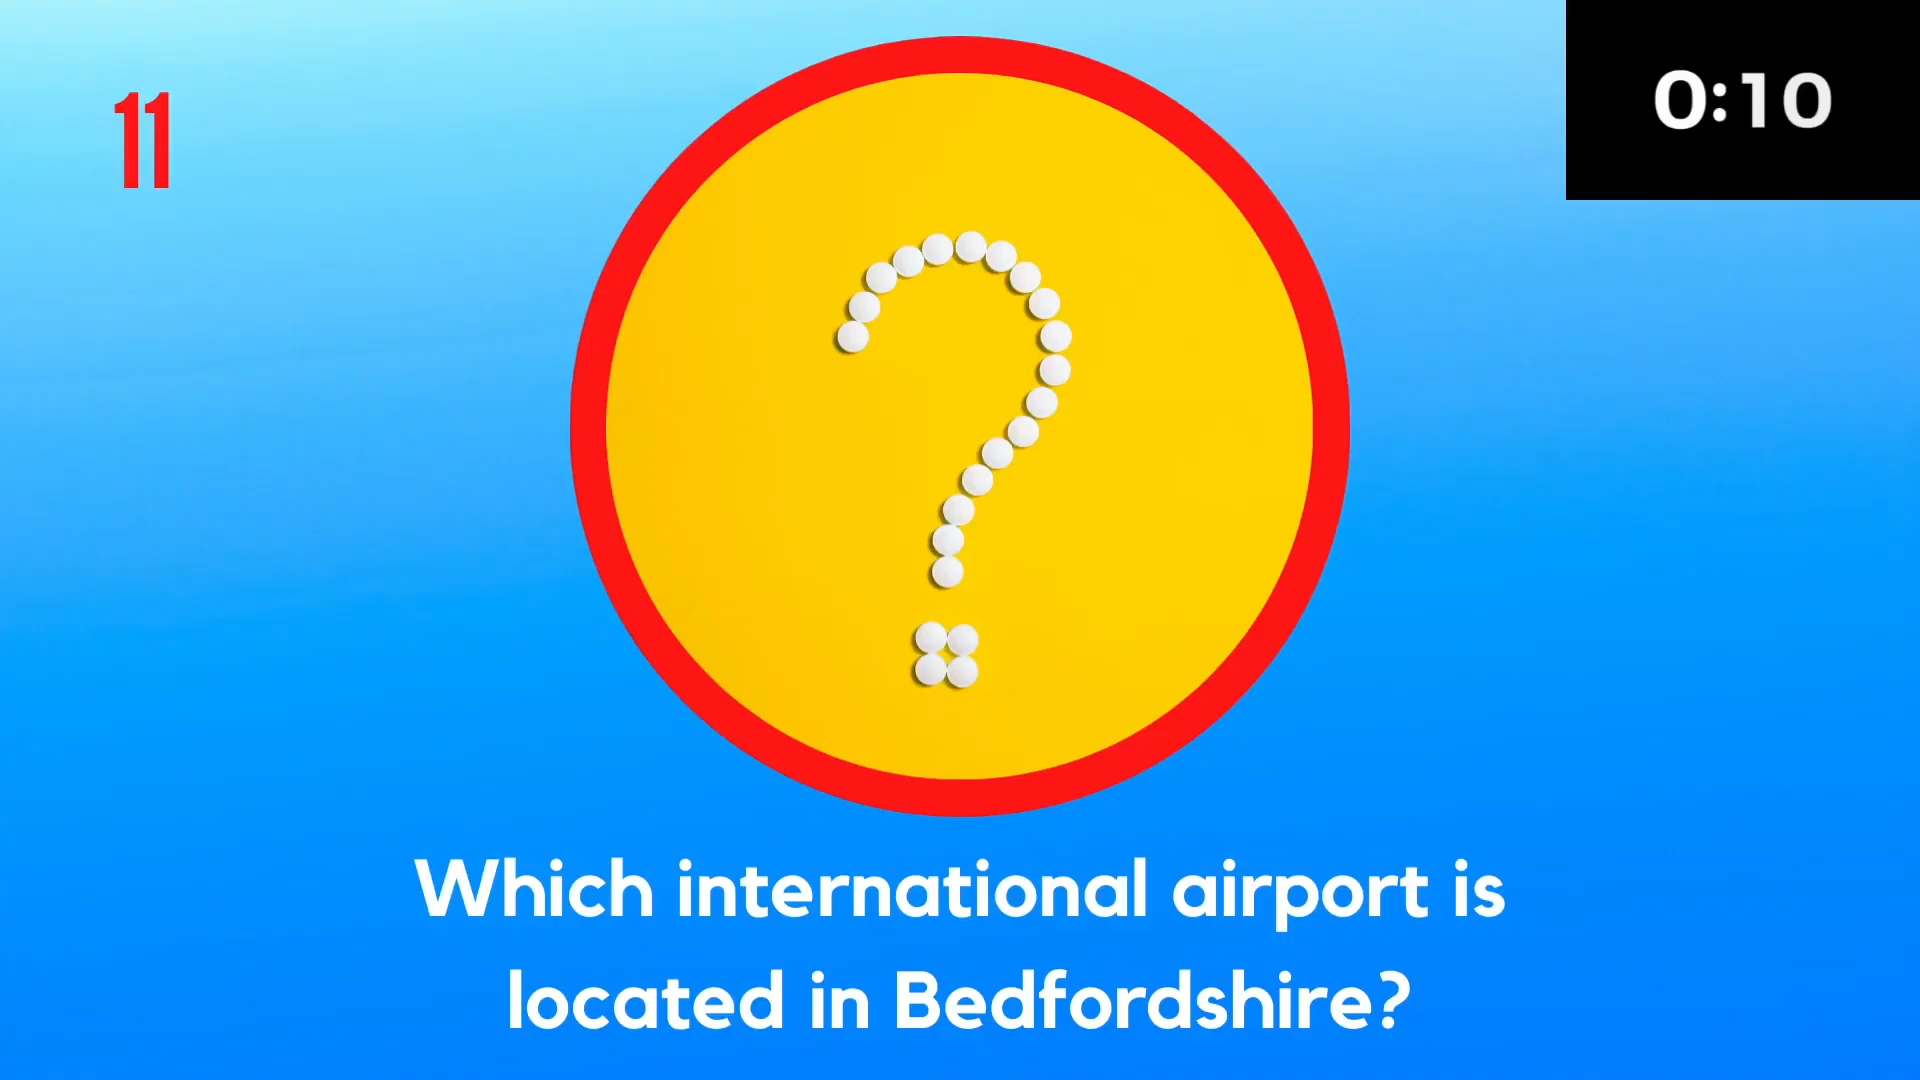 11
0:10
Which international airport is
located in Bedfordshire?